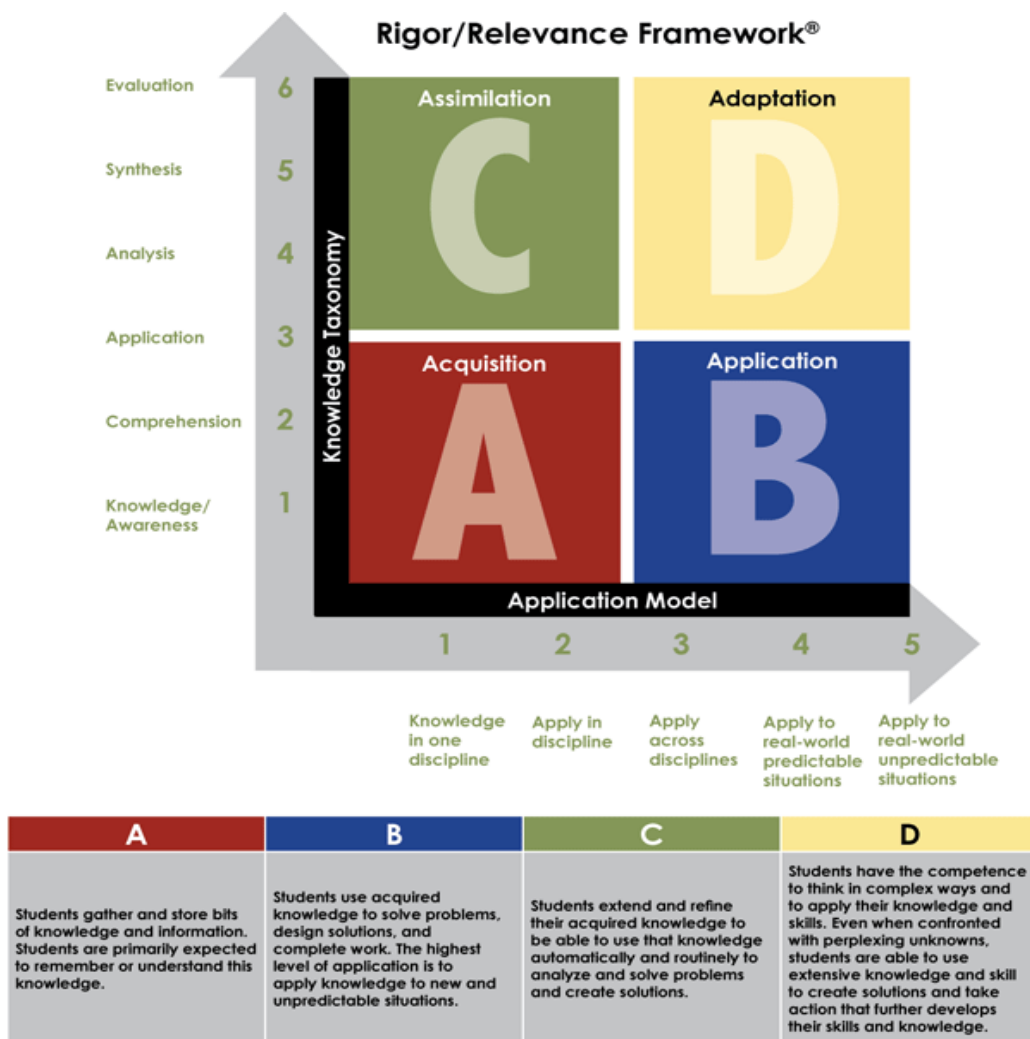 Rigor/Relevance Framework®
Evaluation
6
Synthesis
5
Analysis
4
Application
3
Comprehension
2
Knowledge/
Awareness
1
Knowledge Taxonomy
Assimilation
C
Adaptation
D
Acquisition
A
Application
B
Application Model
1
2
3
4
5
Knowledge
in one
discipline
Apply in
discipline
Apply
across
disciplines
Apply to
real-world
predictable
situations
Apply to
real-world
unpredictable
situations
A
Students gather and store bits
of knowledge and information.
Students are primarily expected
to remember or understand this
knowledge.
B
Students use acquired
knowledge to solve problems,
design solutions, and
complete work. The highest
level of application is to
apply knowledge to new and
unpredictable situations.
C
Students extend and refine
their acquired knowledge to
be able to use that knowledge
automatically and routinely to
analyze and solve problems
and create solutions.
D
Students have the competence
to think in complex ways and
to apply their knowledge and
skills. Even when confronted
with perplexing unknowns,
students are able to use
extensive knowledge and skill
to create solutions and take
action that further develops
their skills and knowledge.